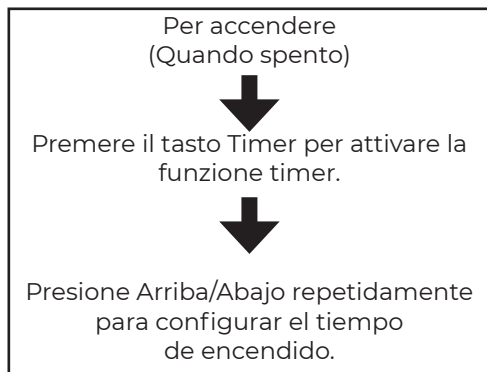 Per accendere
(Quando spento)
Premere il tasto Timer per attivare la
funzione timer.
Presione Arriba/Abajo repetidamente
para configurar el tiempo
de encendido.